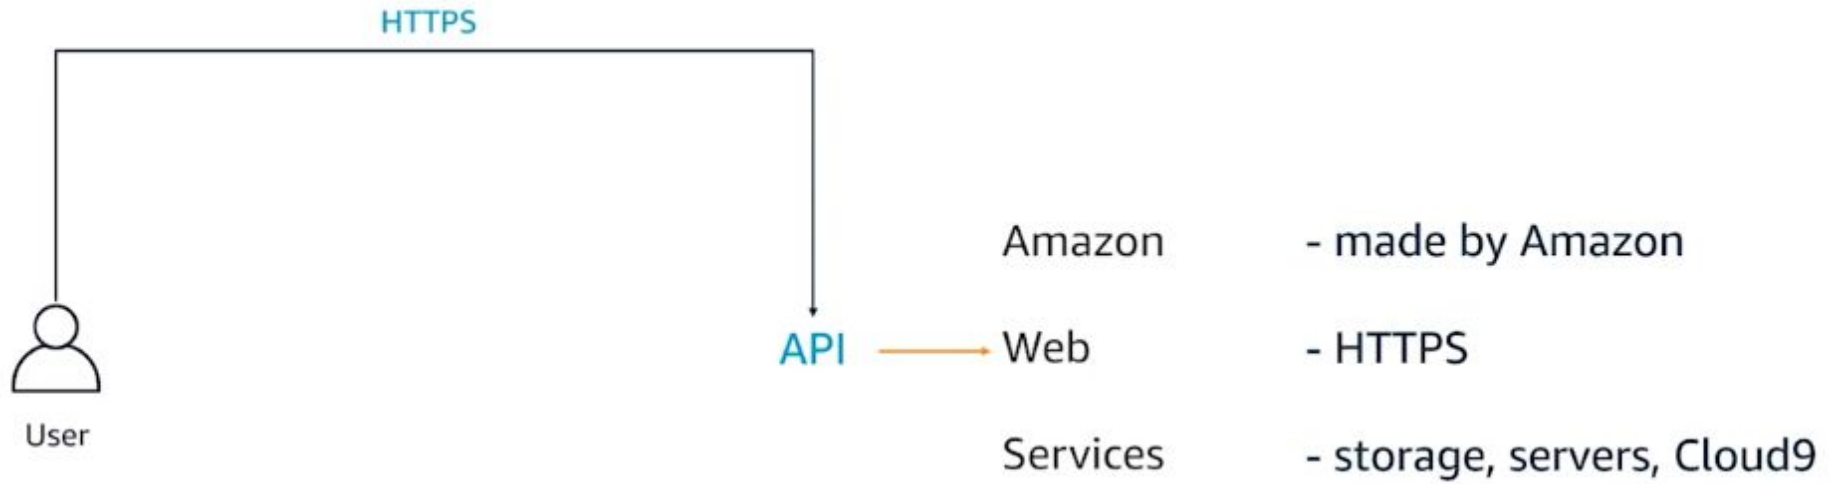 HTTPS
Amazon - made by Amazon
API Web - HTTPS
User
Services - storage, servers, Cloud9